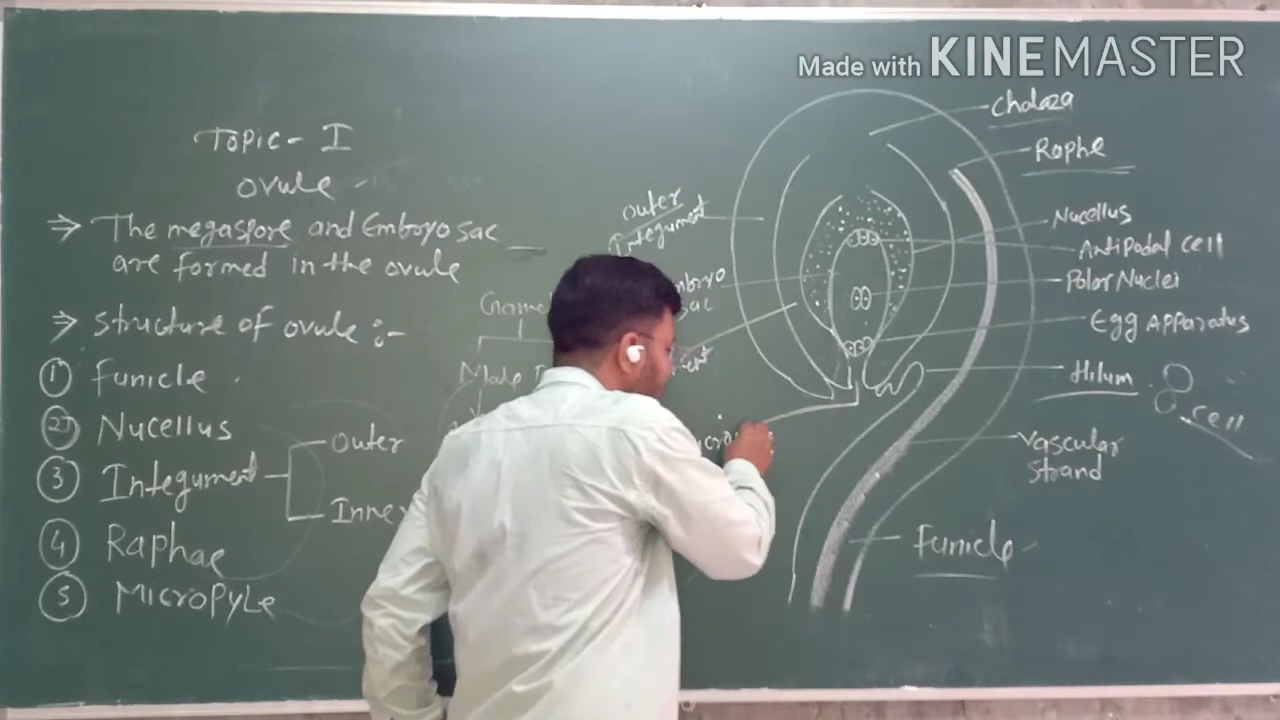 Made with KINEMASTER
Topic - I
Ovule
⇒ The megaspore and Embryo sac
are formed in the ovule
⇒ Structure of ovule :-
① Funicle
② Nucellus
③ Integument
Outer
④ Raphae
⑤ Micropyle
Male
Outer
Integument
sac
Chalaza
Raphe
Nucellus
Antipodal cell
Polar Nuclei
Egg Apparatus
Hilum
cell
Vascular
strand
Funicle